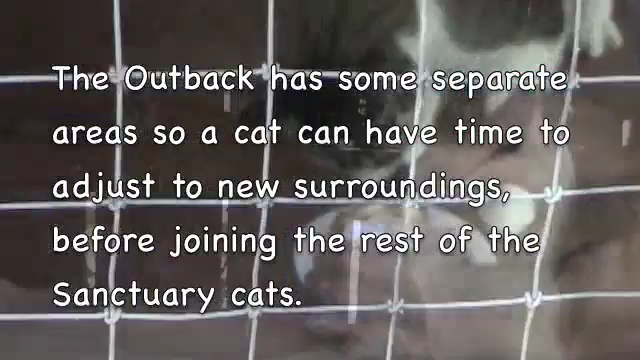 The Outback has some separate
areas so a cat can have time to
adjust to new surroundings,
before joining the rest of the
Sanctuary cats.